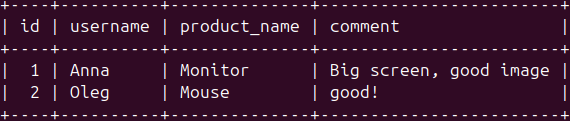 +----+----------+--------------+-------------------------+
| id | username | product_name | comment                 |
+----+----------+--------------+-------------------------+
|  1 | Anna     | Monitor      | Big screen, good image |
|  2 | Oleg     | Mouse        | good!                   |
+----+----------+--------------+-------------------------+